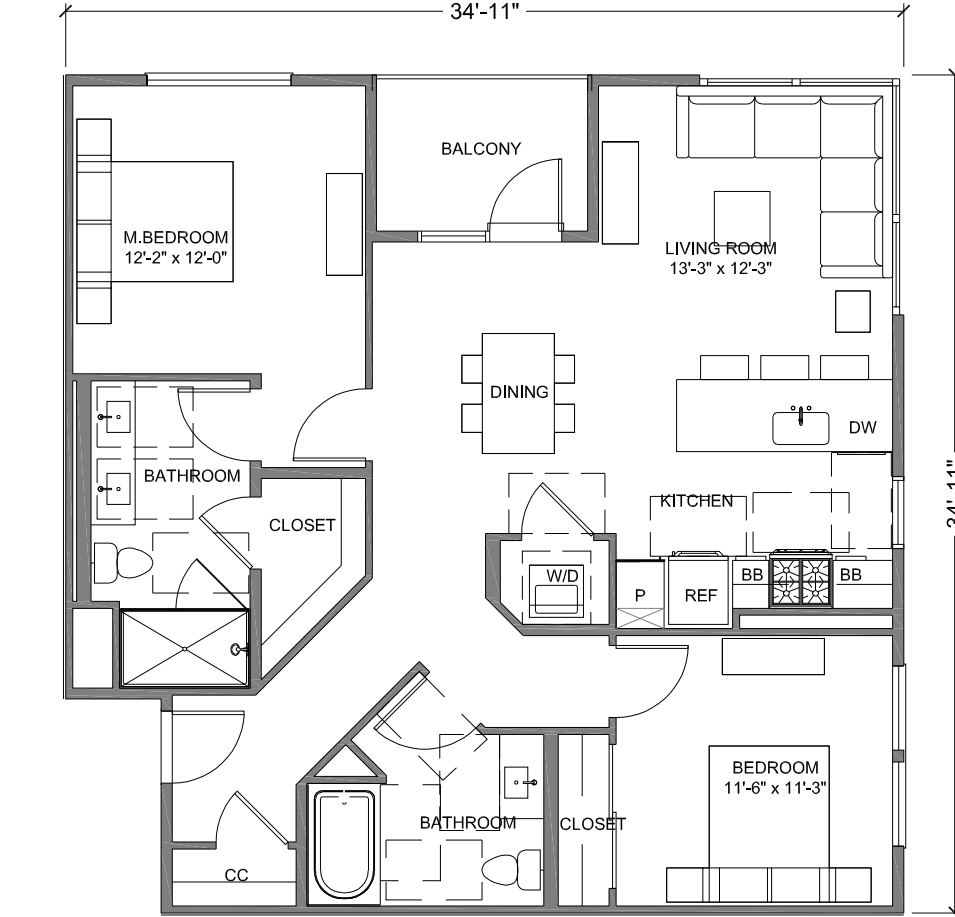 34'-11"
BALCONY
M.BEDROOM
12'-2" x 12'-0"
LIVING ROOM
13'-3" x 12'-3"
DINING
DW
BATHROOM
KITCHEN
CLOSET
W/D
BB
BB
P
REF
34'-11"
BEDROOM
11'-6" x 11'-3"
BATHROOM
CLOSET
CC